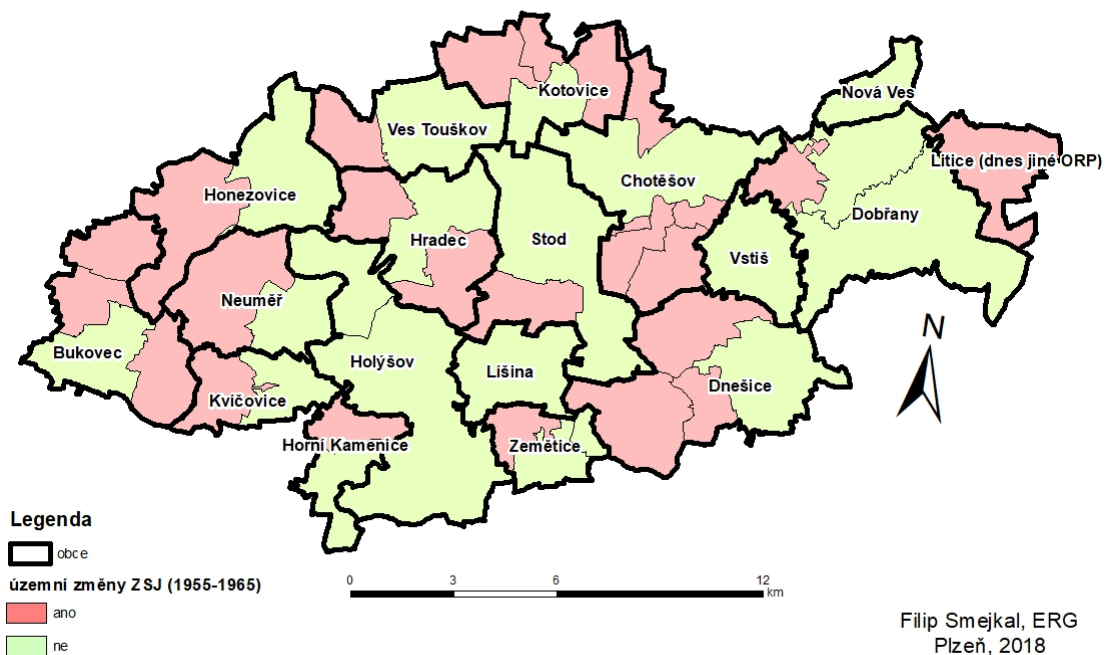 Kotovice
Nová Ves
Ves Touškov
Litice (dnes jiné ORP)
Chotěšov
Honezovice
Dobřany
Hradec
Stod
Vstiš
Neuměř
N
Bukovec
Holýšov
Líšina
Dnešice
Kvíčovice
Horní Kamenice
Zemětice
Legenda
obce
územní změny ZSJ (1955-1965)
ano
ne
0 3 6 12
km
Filip Smejkal, ERG
Plzeň, 2018